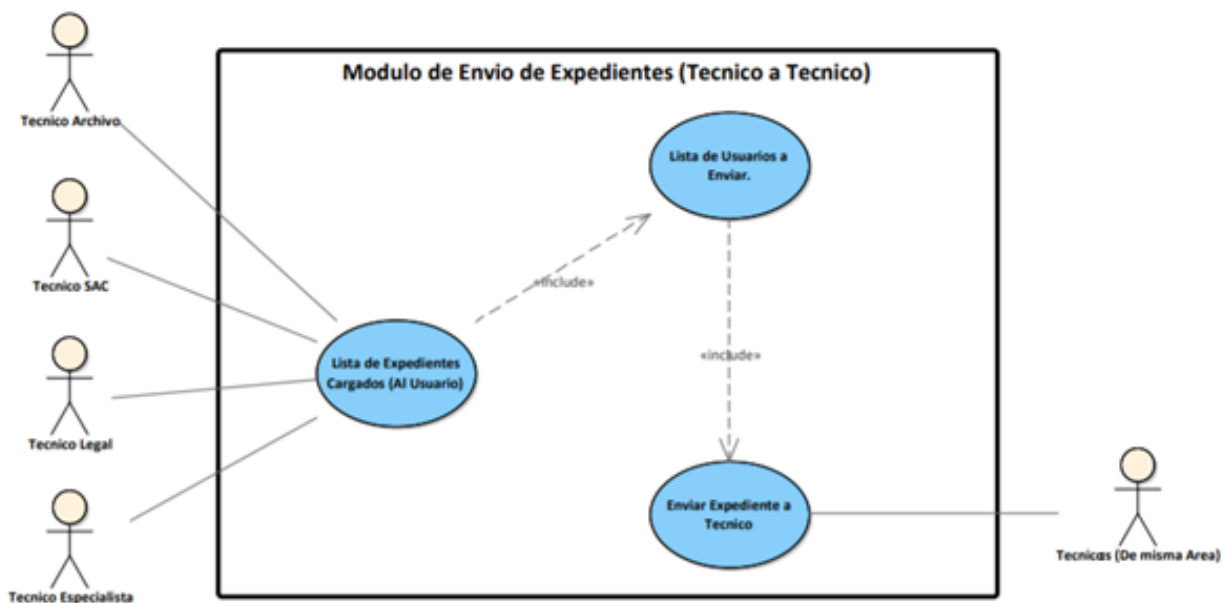 Modulo de Envio de Expedientes (Tecnico a Tecnico)
Tecnico Archivo
Lista de Usuarios a
Enviar.
Tecnico SAC
«include»
Lista de Expedientes
Cargados (Al Usuario)
«include»
Tecnico Legal
Enviar Expediente a
Tecnico
Tecnicos (De misma Area)
Tecnico Especialista